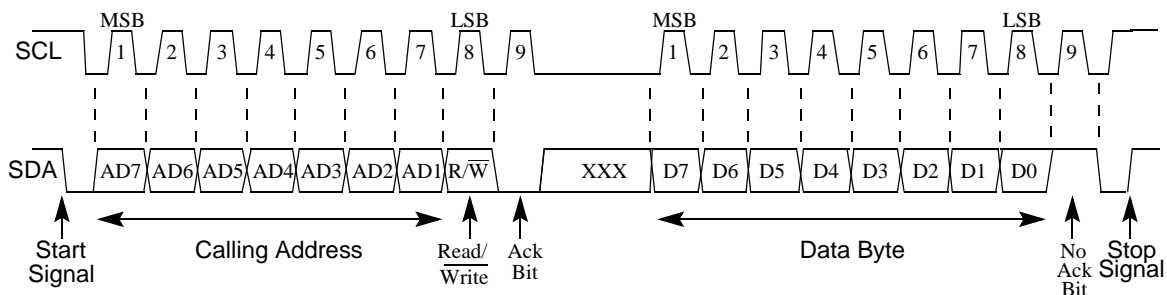 MSB LSB MSB LSB
SCL 1 2 3 4 5 6 7 8 9 1 2 3 4 5 6 7 8 9
SDA AD7 AD6 AD5 AD4 AD3 AD2 AD1 R/W̅ XXX D7 D6 D5 D4 D3 D2 D1 D0
Start
Signal
Calling Address
Read/
W̅r̅i̅t̅e̅
Ack
Bit
Data Byte
No
Ack
Bit
Stop
Signal